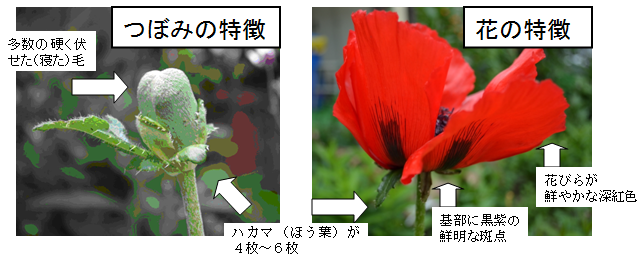 つぼみの特徴
多数の硬く伏
せた(寝た)毛
ハカマ(ほう葉)が
4枚～6枚
花の特徴
花びらが
鮮やかな深紅色
基部に黒紫の
鮮明な斑点